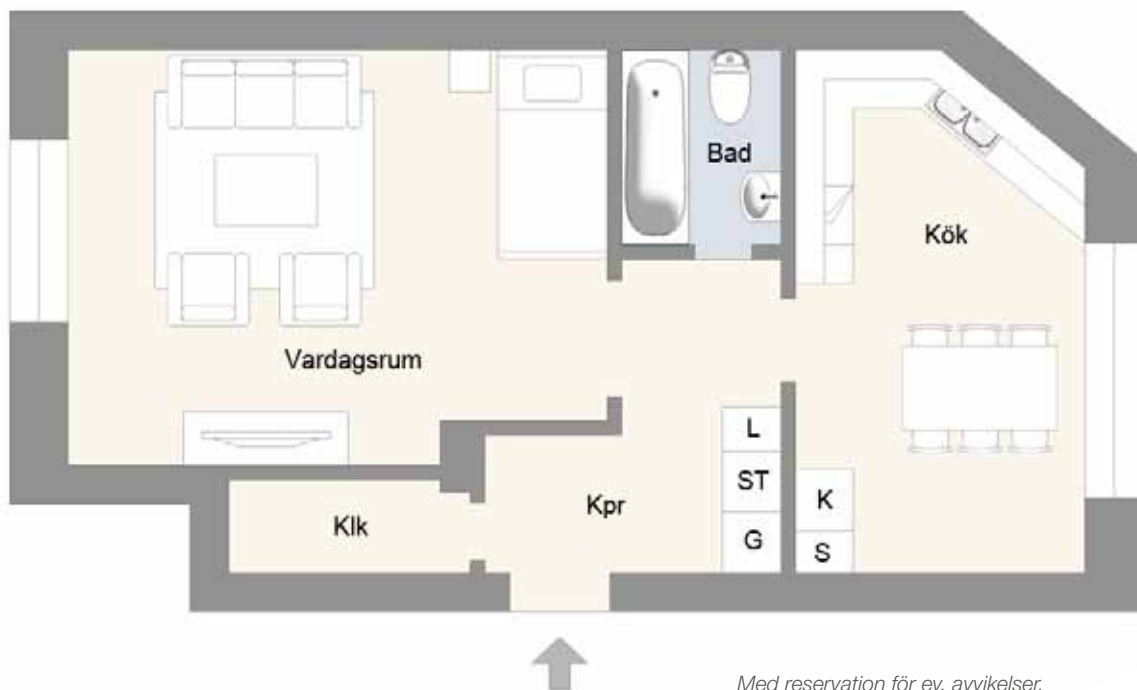 Bad
Kök
Vardagsrum
L
ST
G
K
S
Kpr
Klk
Med reservation för ev. avvikelser.